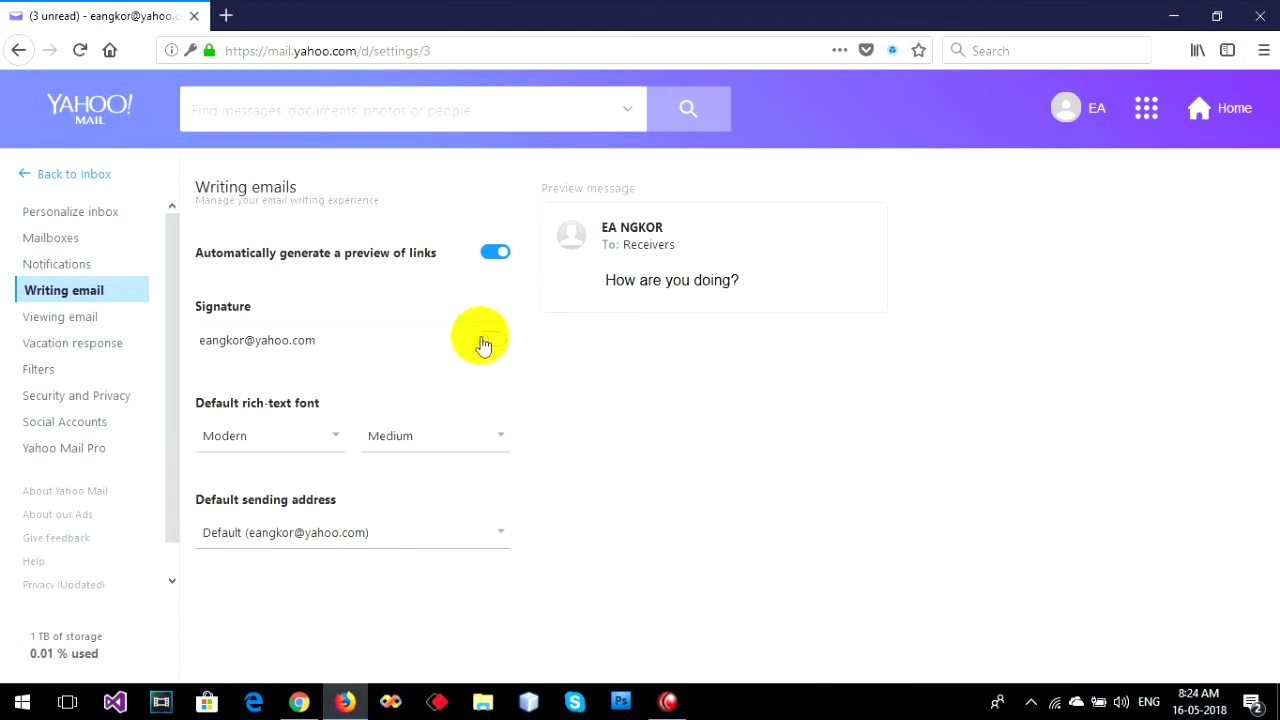 (3 unread) - eangkor@yahoo.c
https://mail.yahoo.com/d/settings/3
Search
YAHOO!
MAIL
Find messages, documents, photos or people
EA
Home
Back to Inbox
Personalize inbox
Mailboxes
Notifications
Writing email
Viewing email
Vacation response
Filters
Security and Privacy
Social Accounts
Yahoo Mail Pro
About Yahoo Mail
About our Ads
Give feedback
Help
Privacy (Updated)
1 TB of storage
0.01 % used
Writing emails
Manage your email writing experience
Automatically generate a preview of links
Signature
eangkor@yahoo.com
Default rich-text font
Modern
Medium
Default sending address
Default (eangkor@yahoo.com)
Preview message
EA NGKOR
To: Receivers
How are you doing?
Ps
ENG
8:24 AM
16-05-2018
2